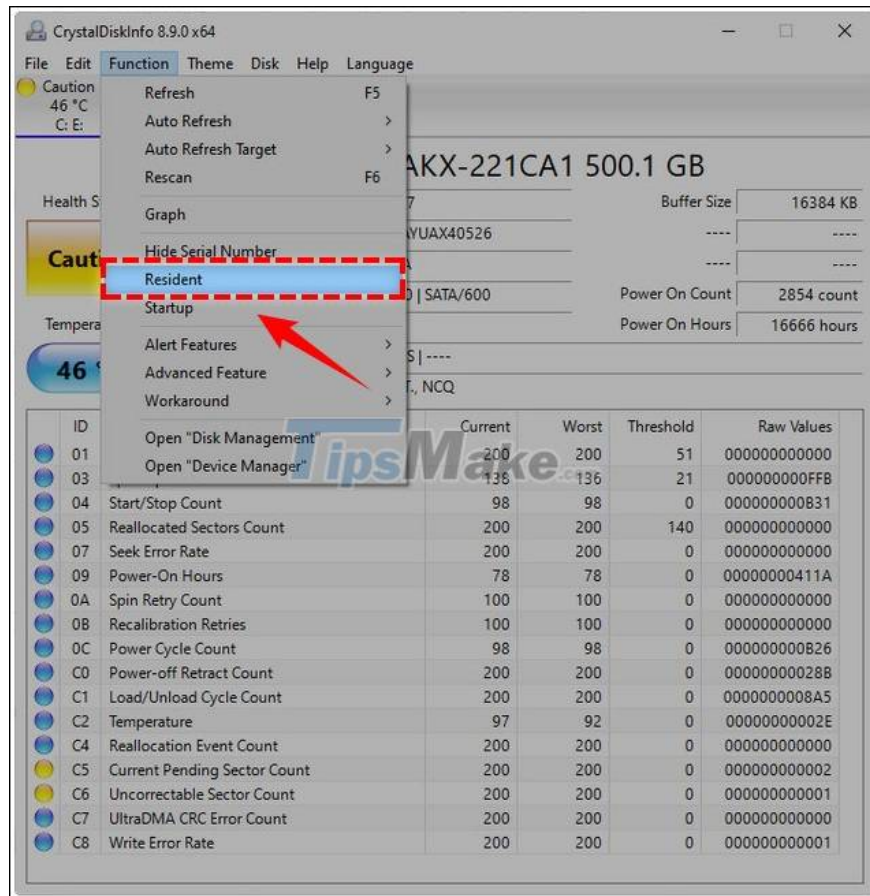 CrystalDiskInfo 8.9.0 x64
File Edit Function Theme Disk Help Language
Caution
46 °C
C: E:
Refresh F5
Auto Refresh
Auto Refresh Target
Rescan F6
Graph
Hide Serial Number
Resident
Startup
Alert Features
Advanced Feature
Workaround
Open "Disk Management"
Open "Device Manager"
AKX-221CA1 500.1 GB
Health S
7 Buffer Size 16384 KB
YUAX40526 ---- ----
Cauti
---- ----
| SATA/600 Power On Count 2854 count
Tempera
Power On Hours 16666 hours
46 °
S | ----
T., NCQ
ID Current Worst Threshold Raw Values
01 200 200 51 000000000000
03 136 136 21 000000000FFB
04 Start/Stop Count 98 98 0 000000000B31
05 Reallocated Sectors Count 200 200 140 000000000000
07 Seek Error Rate 200 200 0 000000000000
09 Power-On Hours 78 78 0 00000000411A
0A Spin Retry Count 100 100 0 000000000000
0B Recalibration Retries 100 100 0 000000000000
0C Power Cycle Count 98 98 0 000000000B26
C0 Power-off Retract Count 200 200 0 00000000028B
C1 Load/Unload Cycle Count 200 200 0 0000000008A5
C2 Temperature 97 92 0 00000000002E
C4 Reallocation Event Count 200 200 0 000000000000
C5 Current Pending Sector Count 200 200 0 000000000002
C6 Uncorrectable Sector Count 200 200 0 000000000001
C7 UltraDMA CRC Error Count 200 200 0 000000000000
C8 Write Error Rate 200 200 0 000000000001
TipsMake.com